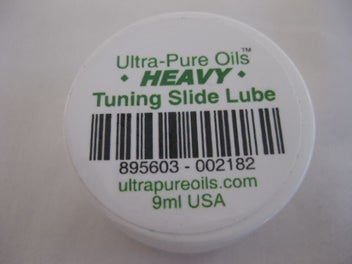 Ultra-Pure Oils™
• HEAVY •
Tuning Slide Lube
895603 - 002182
ultrapureoils.com
9ml USA